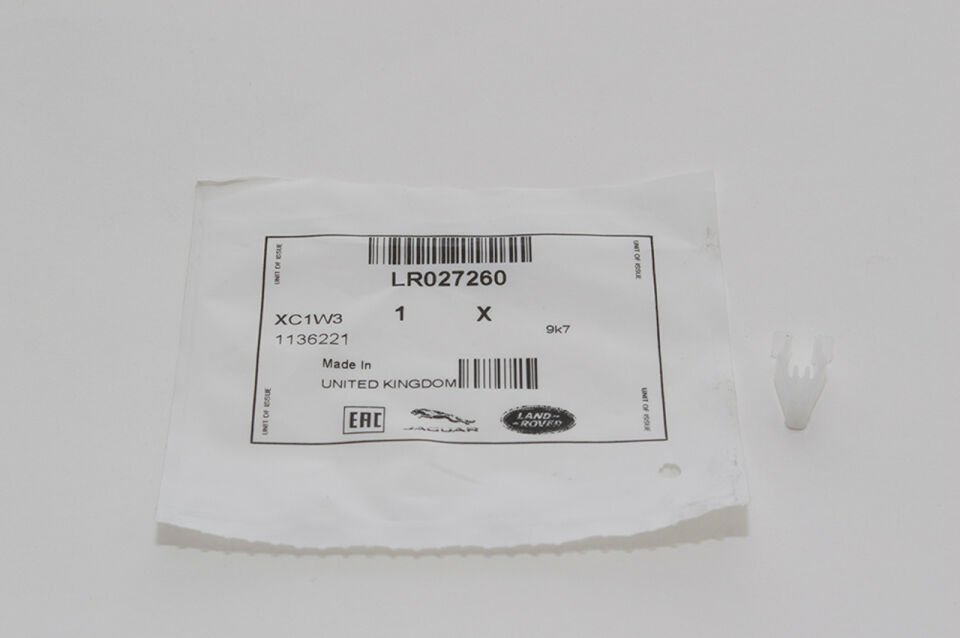 UNIT OF ISSUE
UNIT OF ISSUE
LR027260
1 X
XC1W3
9k7
1136221
Made In
UNITED KINGDOM
UNIT OF ISSUE
UNIT OF ISSUE
EAC
JAGUAR
LAND-
-ROVER